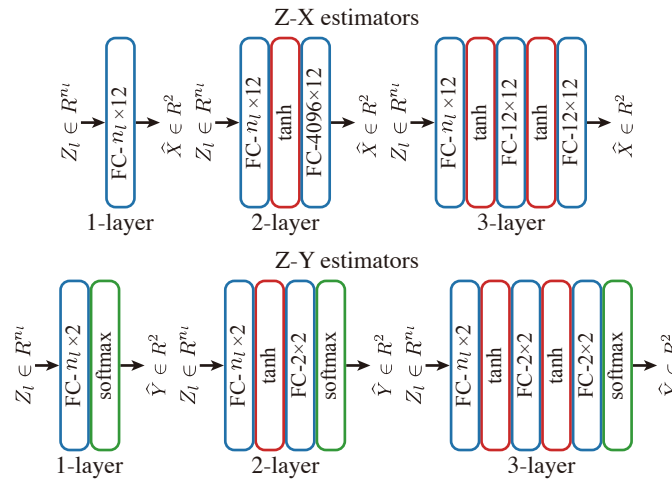 Z-X estimators
Z_l ∈ R^{n_l}
FC-n_l×12
X̂ ∈ R^2
1-layer
Z_l ∈ R^{n_l}
FC-n_l×12
tanh
FC-4096×12
X̂ ∈ R^2
2-layer
Z_l ∈ R^{n_l}
FC-n_l×12
tanh
FC-12×12
tanh
FC-12×12
X̂ ∈ R^2
3-layer
Z-Y estimators
Z_l ∈ R^{n_l}
FC-n_l×2
softmax
Ŷ ∈ R^2
1-layer
Z_l ∈ R^{n_l}
FC-n_l×2
tanh
FC-2×2
softmax
Ŷ ∈ R^2
2-layer
Z_l ∈ R^{n_l}
FC-n_l×2
tanh
FC-2×2
tanh
FC-2×2
softmax
Ŷ ∈ R^2
3-layer